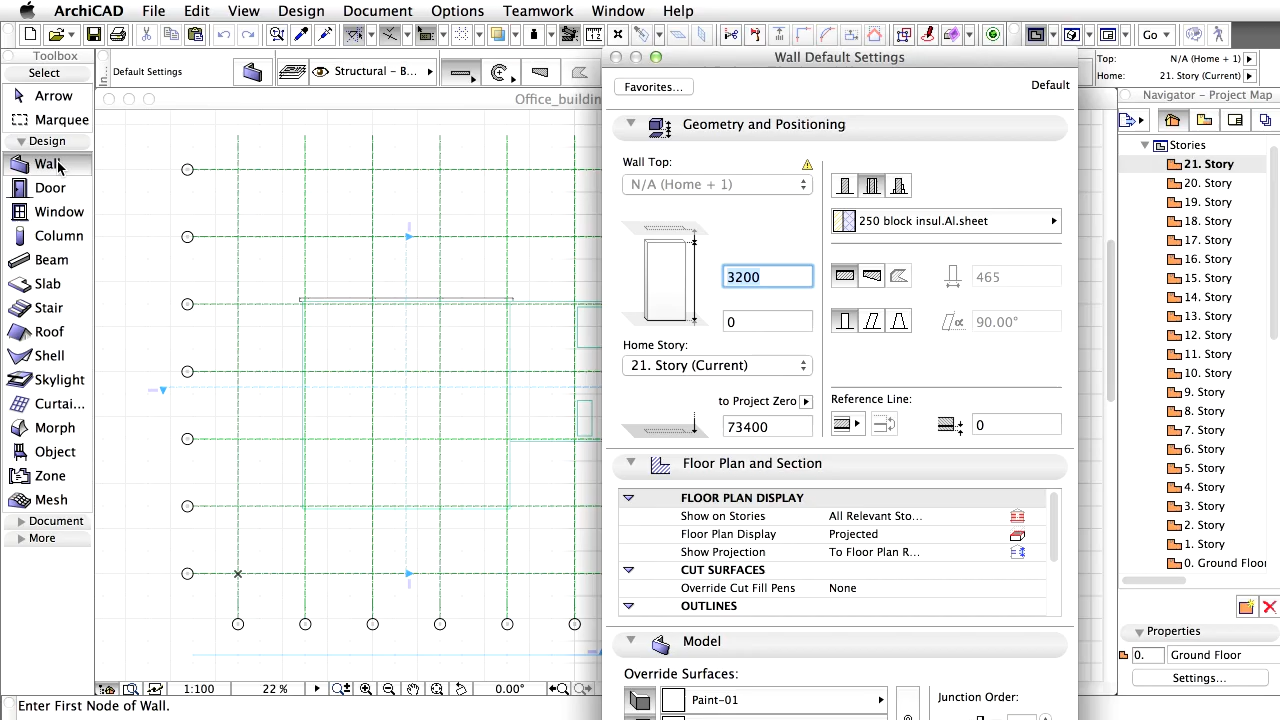 ArchiCAD File Edit View Design Document Options Teamwork Window Help
Go
Toolbox
Select
Arrow
Marquee
Design
Wall
Door
Window
Column
Beam
Slab
Stair
Roof
Shell
Skylight
Curtai...
Morph
Object
Zone
Mesh
Document
More
Default Settings
Structural - B...
Office_building
Wall Default Settings
Favorites...
Default
Geometry and Positioning
Wall Top:
N/A (Home + 1)
250 block insul.Al.sheet
3200
465
0
α
90.00°
Home Story:
21. Story (Current)
to Project Zero
Reference Line:
73400
0
Floor Plan and Section
FLOOR PLAN DISPLAY
Show on Stories All Relevant Sto...
Floor Plan Display Projected
Show Projection To Floor Plan R...
CUT SURFACES
Override Cut Fill Pens None
OUTLINES
Model
Override Surfaces:
Paint-01
Junction Order:
Top: N/A (Home + 1)
Home: 21. Story (Current)
Navigator - Project Map
Stories
21. Story
20. Story
19. Story
18. Story
17. Story
16. Story
15. Story
14. Story
13. Story
12. Story
11. Story
10. Story
9. Story
8. Story
7. Story
6. Story
5. Story
4. Story
3. Story
2. Story
1. Story
0. Ground Floor
Properties
0. Ground Floor
Settings...
1:100
22 %
0.00°
Enter First Node of Wall.